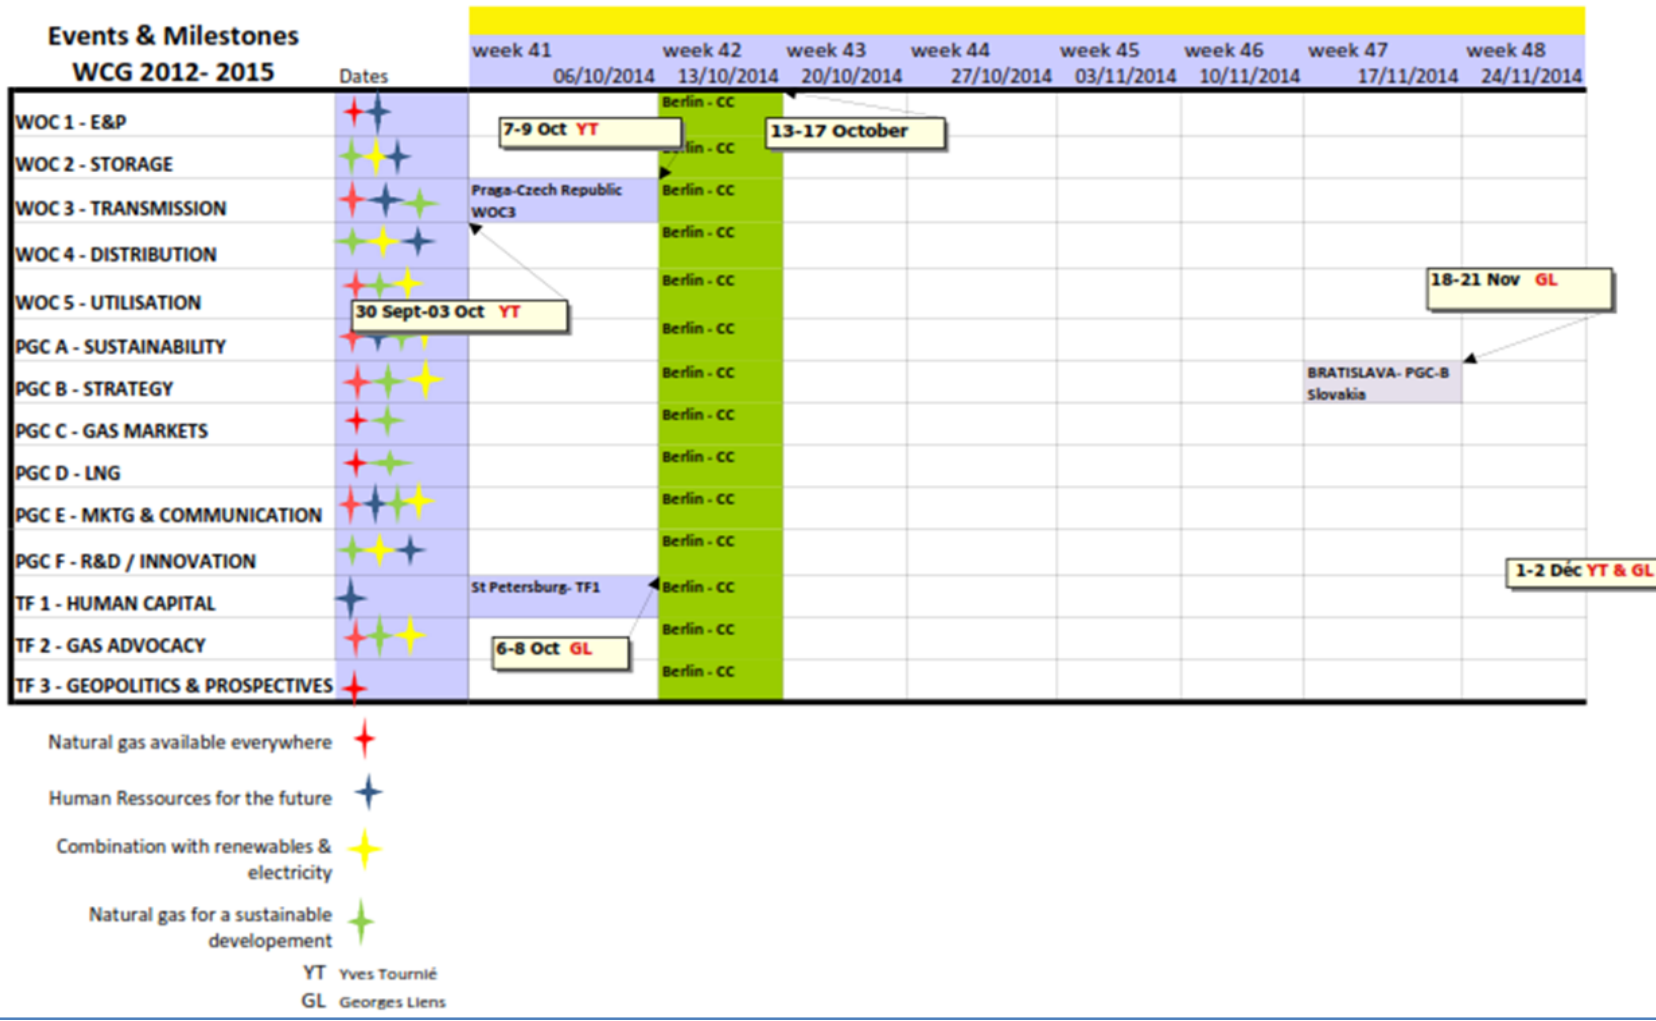 Events & Milestones
WCG 2012- 2015
Dates
week 41
week 42
week 43
week 44
week 45
week 46
week 47
week 48
06/10/2014
13/10/2014
20/10/2014
27/10/2014
03/11/2014
10/11/2014
17/11/2014
24/11/2014
WOC 1 - E&P
Berlin - CC
7-9 Oct YT
13-17 October
WOC 2 - STORAGE
Berlin - CC
WOC 3 - TRANSMISSION
Praga-Czech Republic
WOC3
Berlin - CC
WOC 4 - DISTRIBUTION
Berlin - CC
WOC 5 - UTILISATION
Berlin - CC
18-21 Nov GL
30 Sept-03 Oct YT
PGC A - SUSTAINABILITY
Berlin - CC
PGC B - STRATEGY
Berlin - CC
BRATISLAVA- PGC-B
Slovakia
PGC C - GAS MARKETS
Berlin - CC
PGC D - LNG
Berlin - CC
PGC E - MKTG & COMMUNICATION
Berlin - CC
PGC F - R&D / INNOVATION
Berlin - CC
1-2 Déc YT & GL
TF 1 - HUMAN CAPITAL
St Petersburg- TF1
Berlin - CC
TF 2 - GAS ADVOCACY
6-8 Oct GL
Berlin - CC
TF 3 - GEOPOLITICS & PROSPECTIVES
Berlin - CC
Natural gas available everywhere
Human Ressources for the future
Combination with renewables &
electricity
Natural gas for a sustainable
developement
YT Yves Tournié
GL Georges Liens